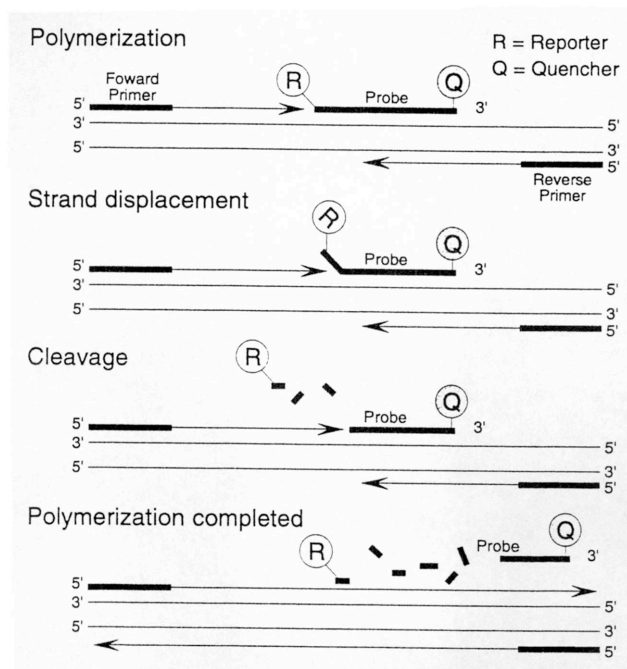 Polymerization
R = Reporter
Q = Quencher
Foward
Primer
R
Q
Probe
5'
3'
3'
5'
5'
3'
5'
Reverse
Primer
Strand displacement
R
Q
Probe
5'
3'
3'
5'
5'
3'
5'
Cleavage
R
Q
Probe
5'
3'
3'
5'
5'
3'
5'
Polymerization completed
R
Q
Probe
3'
5'
3'
5'
5'
3'
5'